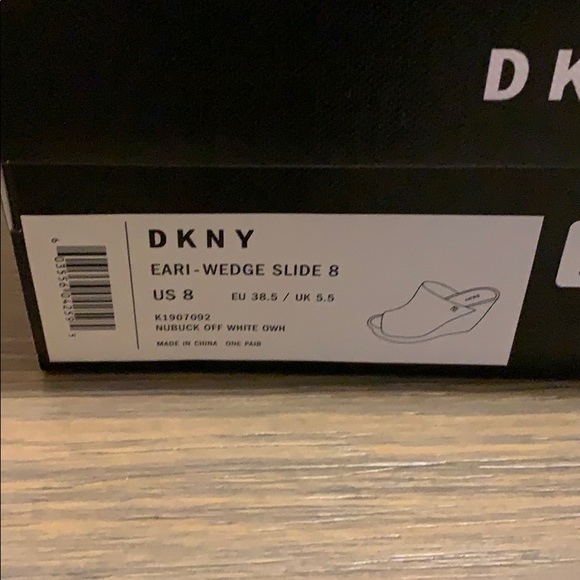 DK
DKNY
EARI-WEDGE SLIDE 8
US 8 EU 38.5 / UK 5.5
K1907092
NUBUCK OFF WHITE OWH
MADE IN CHINA ONE PAIR